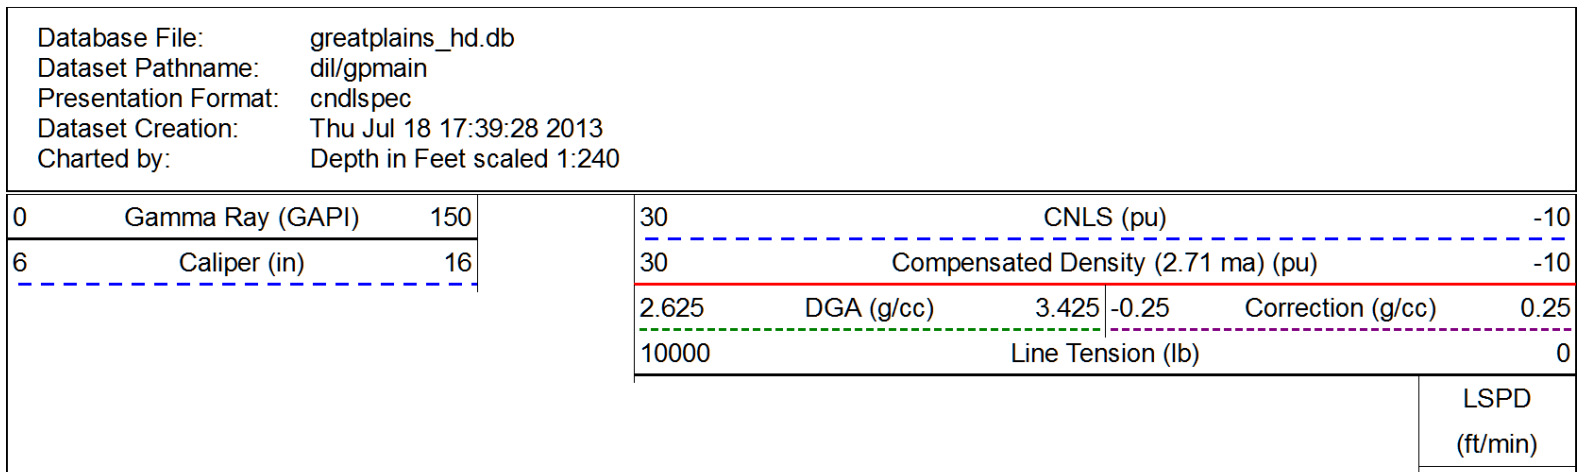 Database File: greatplains_hd.db
Dataset Pathname: dil/gpmain
Presentation Format: cndlspec
Dataset Creation: Thu Jul 18 17:39:28 2013
Charted by: Depth in Feet scaled 1:240
0 Gamma Ray (GAPI) 150 30 CNLS (pu) -10
6 Caliper (in) 16 30 Compensated Density (2.71 ma) (pu) -10
2.625 DGA (g/cc) 3.425 -0.25 Correction (g/cc) 0.25
10000 Line Tension (lb) 0
LSPD
(ft/min)